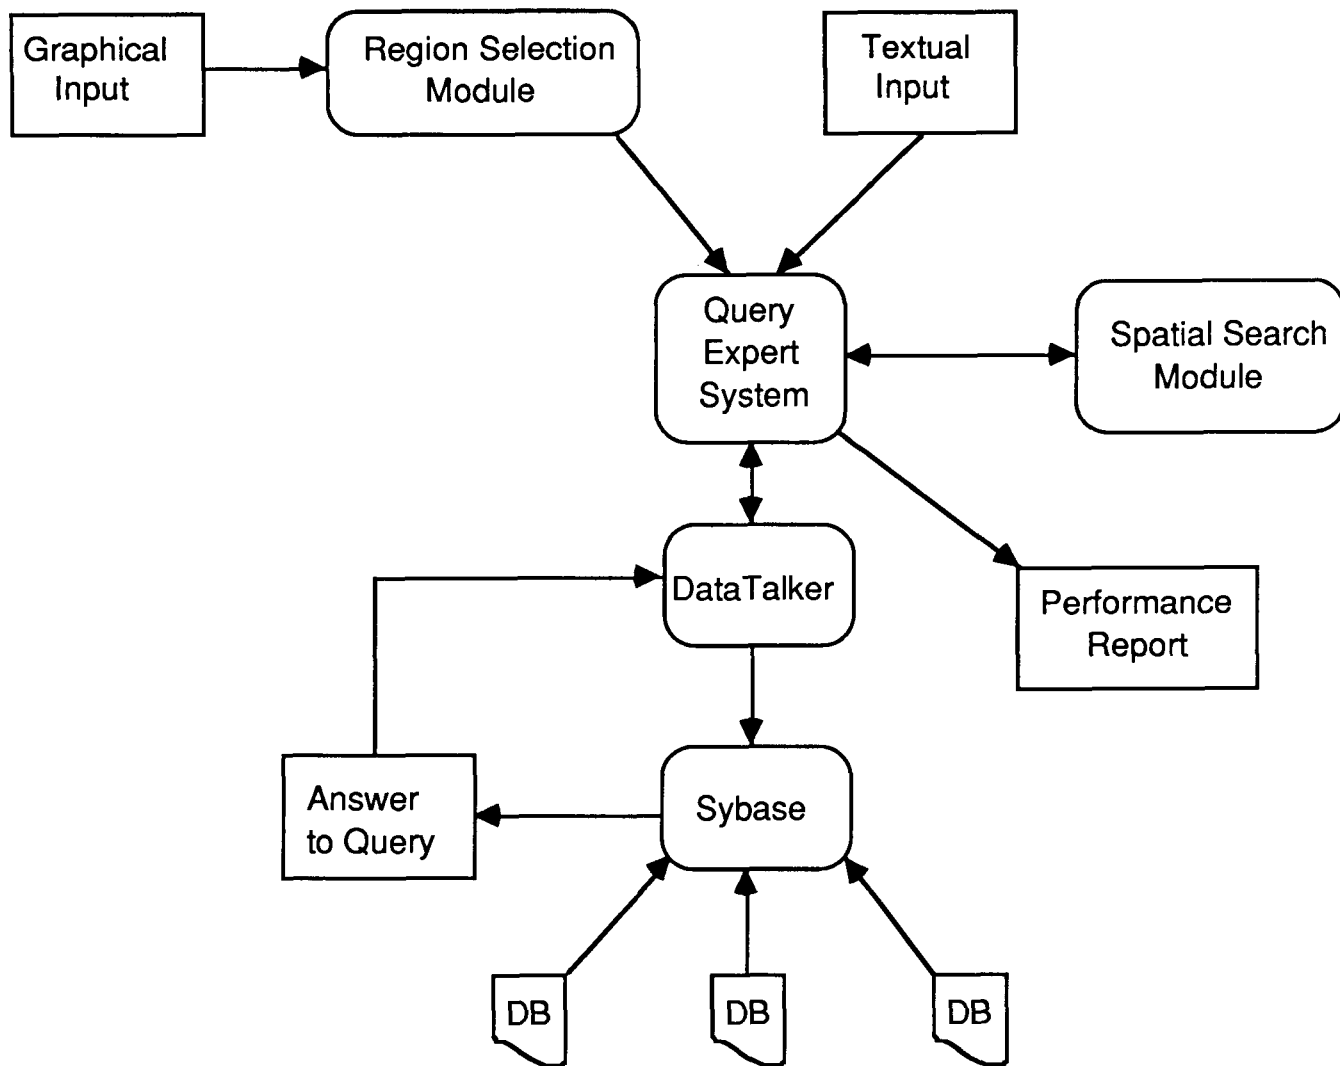 Graphical
Input
Region Selection
Module
Textual
Input
Query
Expert
System
Spatial Search
Module
DataTalker
Performance
Report
Answer
to Query
Sybase
DB
DB
DB